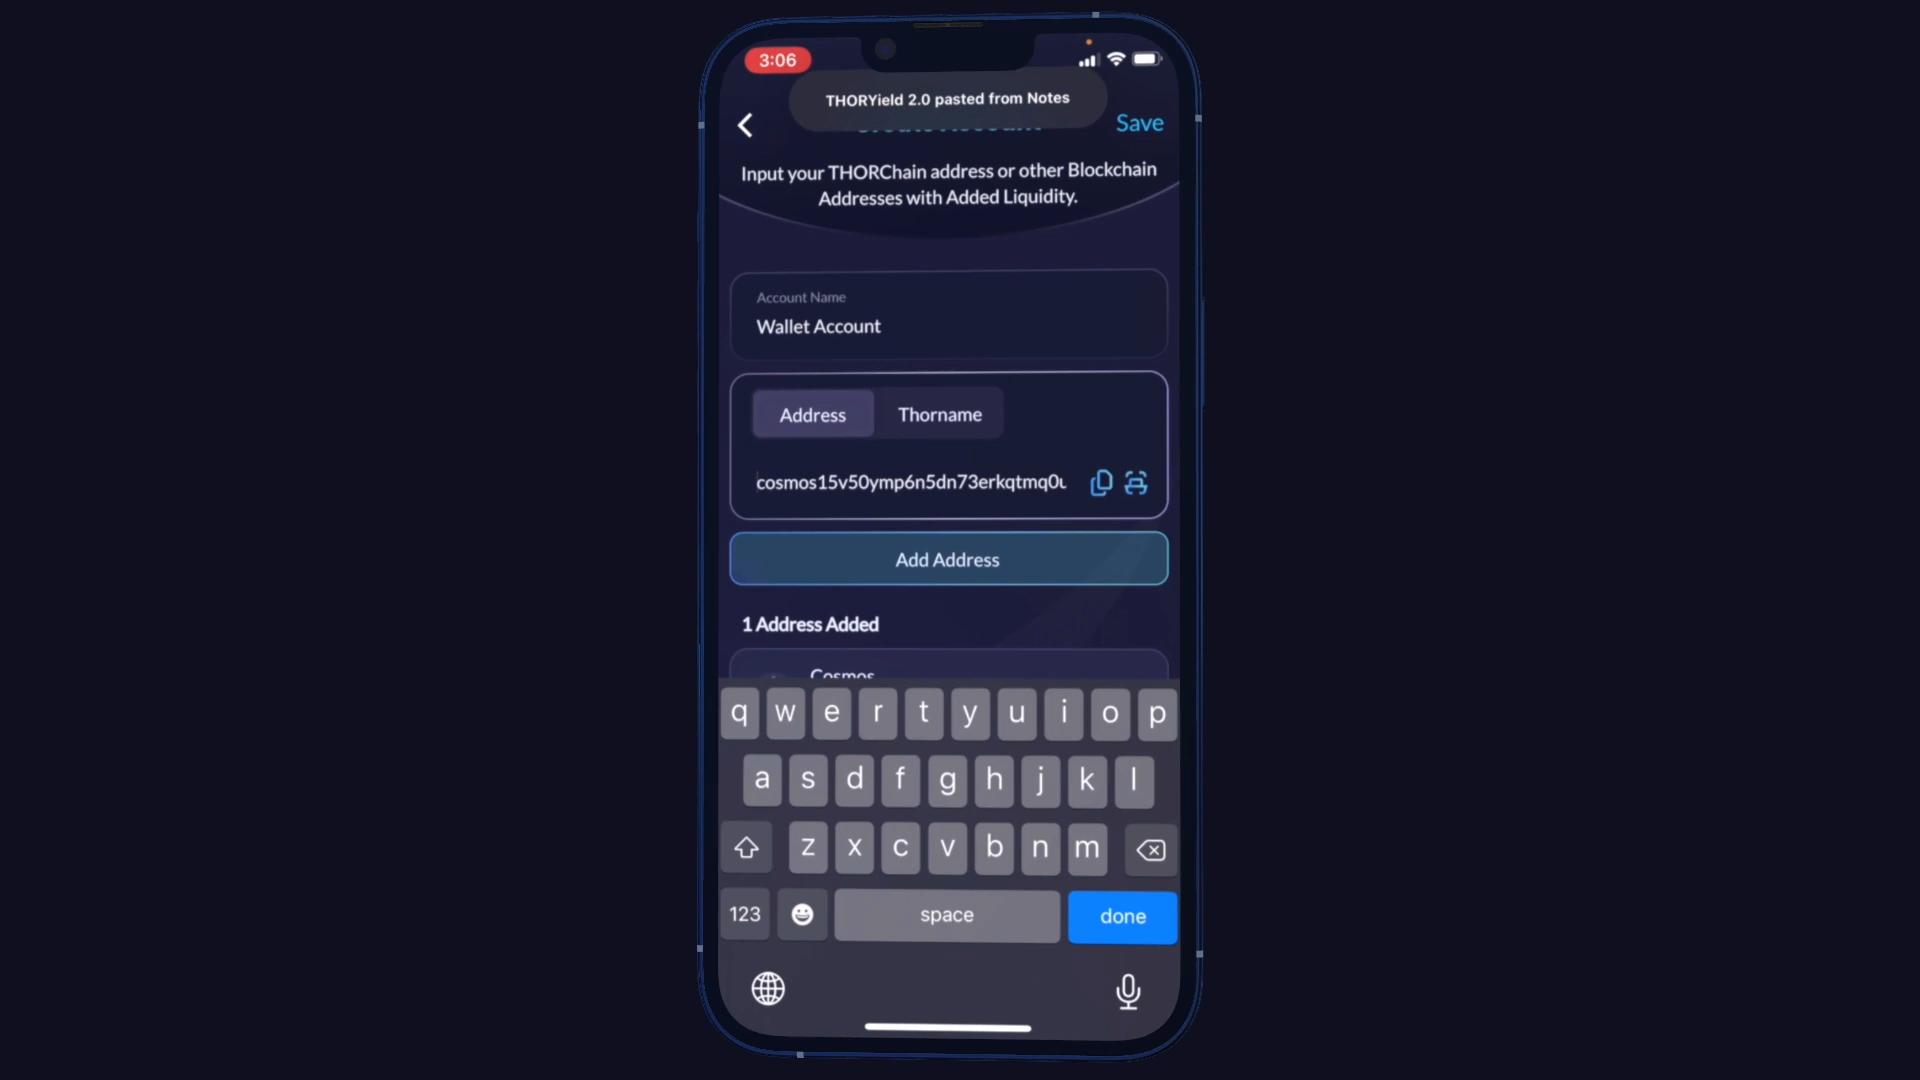 3:06
THORYield 2.0 pasted from Notes
Save
Input your THORChain address or other Blockchain
Addresses with Added Liquidity.
Account Name
Wallet Account
Address Thorname
cosmos15v50ymp6n5dn73erkqtmq0u
Add Address
1 Address Added
Cosmos
q w e r t y u i o p
a s d f g h j k l
z x c v b n m
123 space done